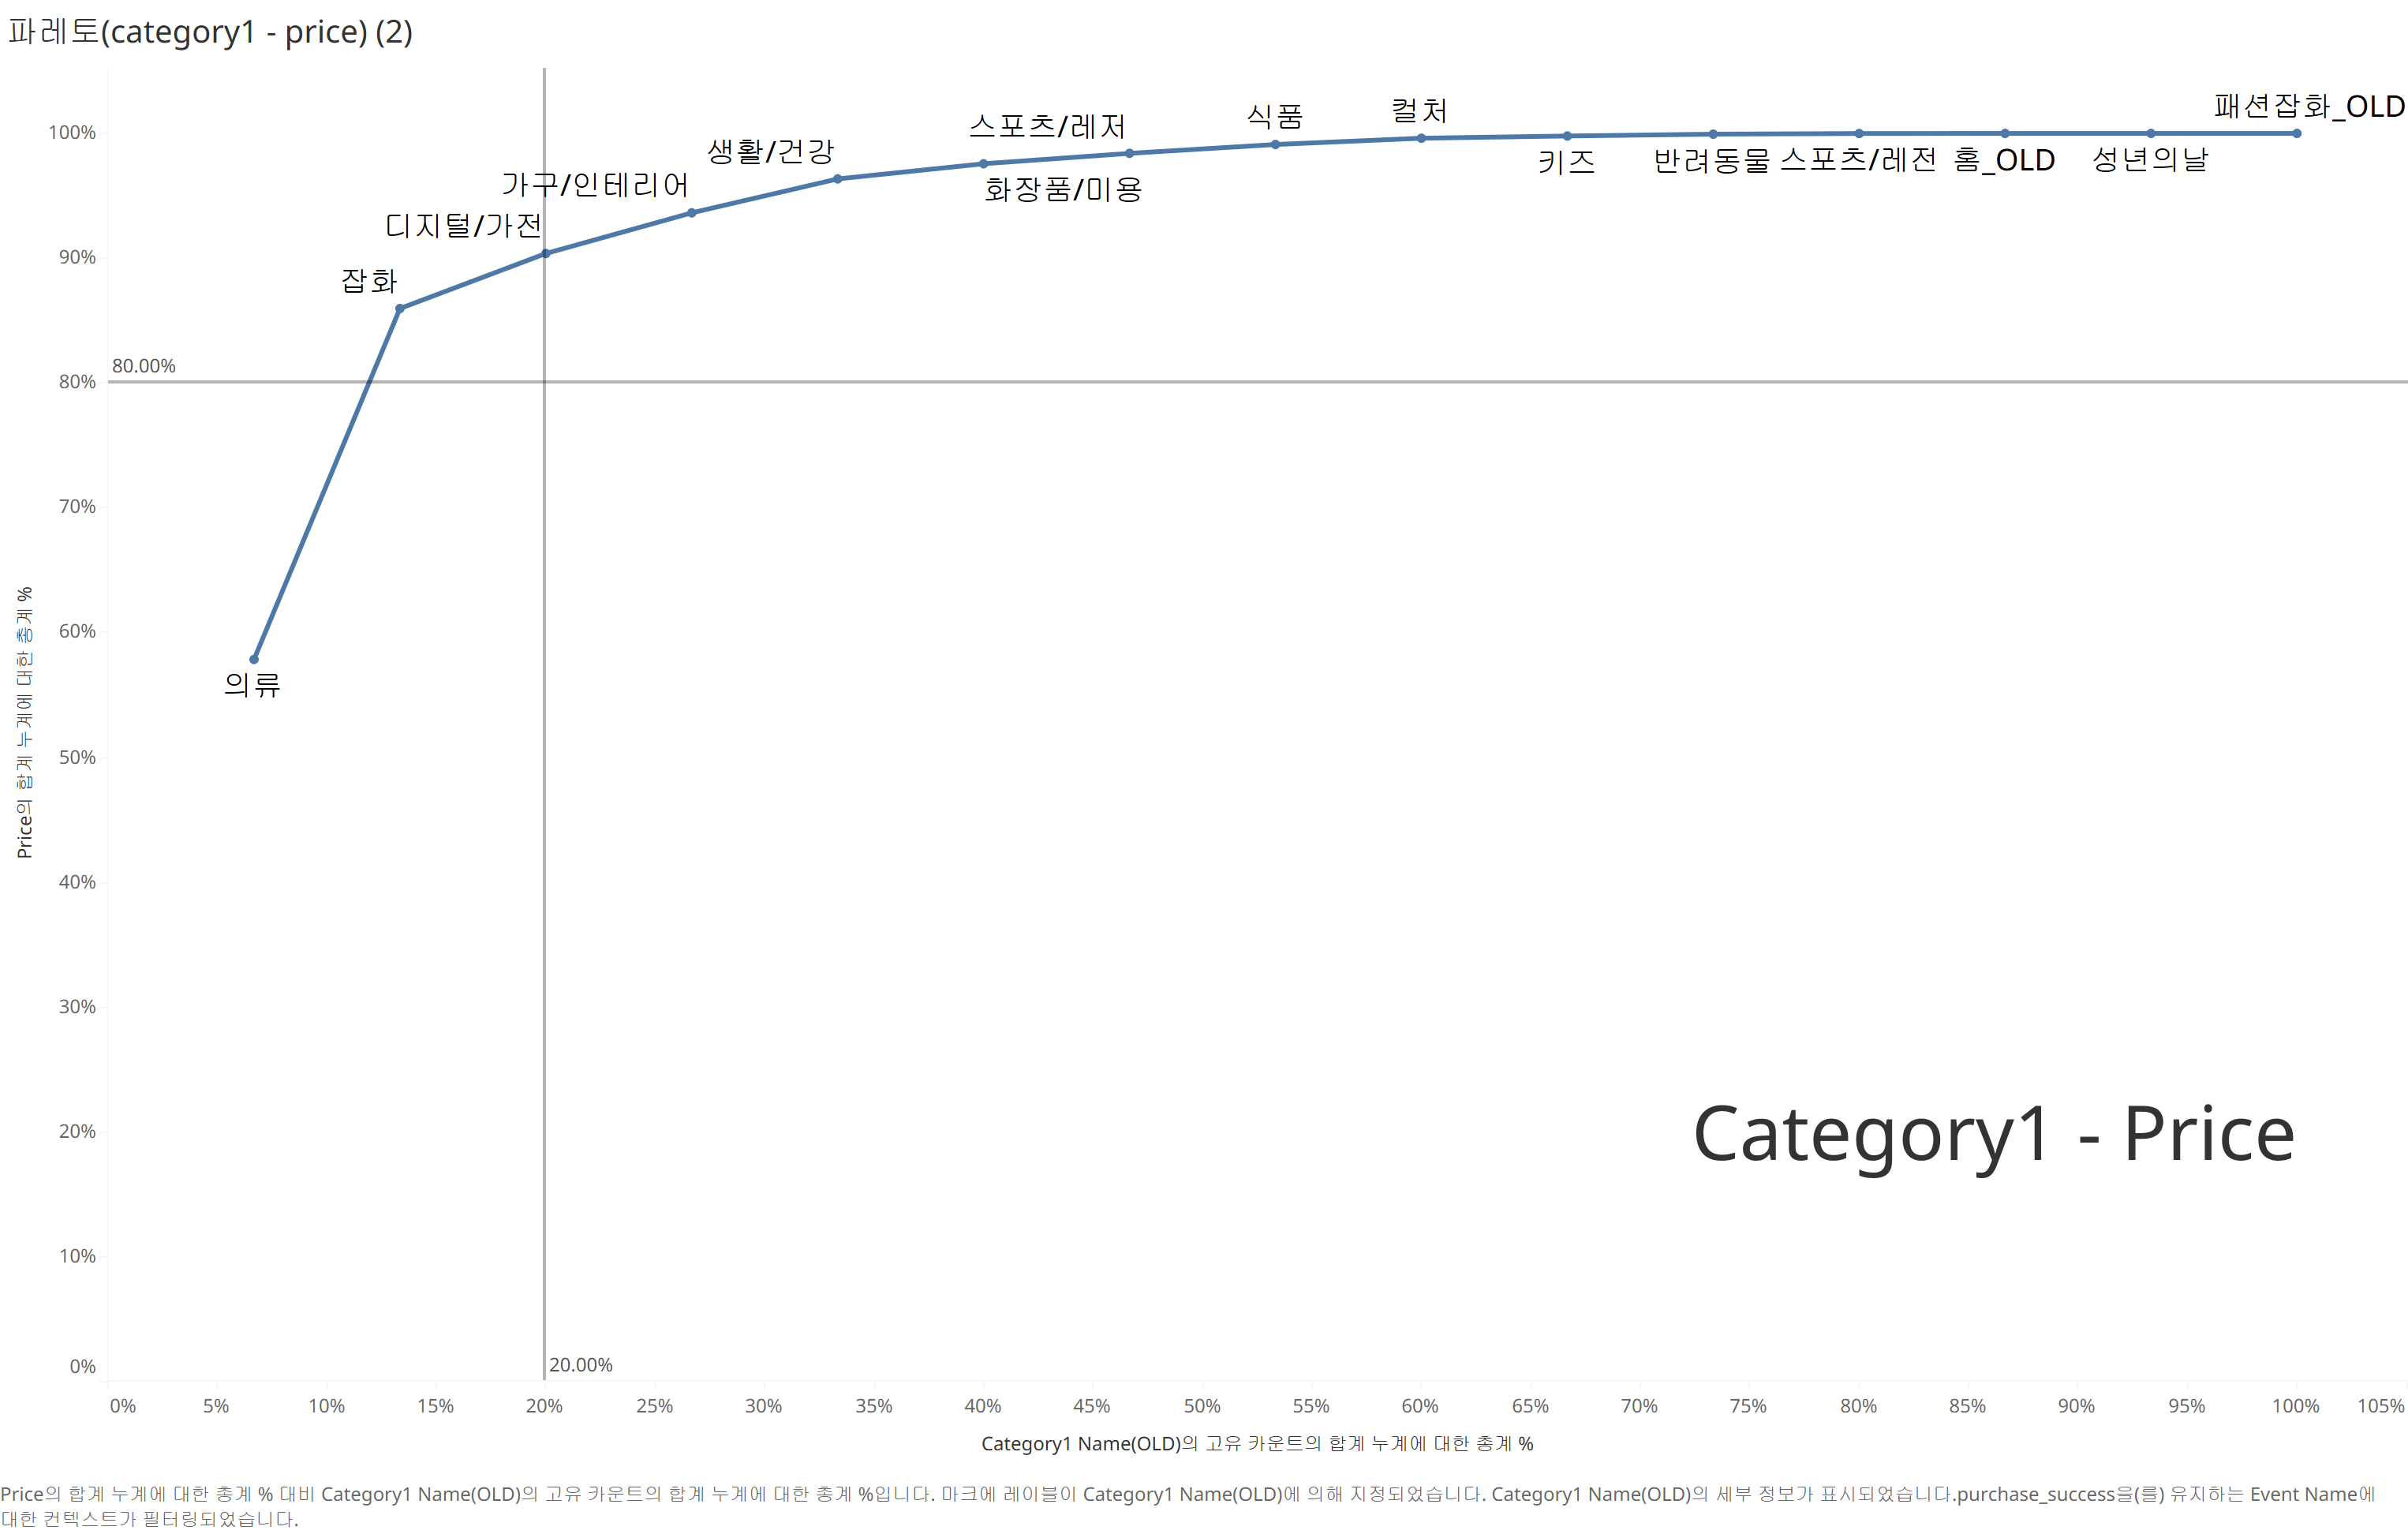 파레토(category1 - price) (2)
패션잡화_OLD
컬처
식품
스포츠/레저
100%
생활/건강
키즈
반려동물
스포츠/레전
홈_OLD
성년의날
가구/인테리어
화장품/미용
디지털/가전
90%
잡화
80.00%
80%
70%
60%
의류
50%
40%
30%
20%
10%
0%
Price의 합계 누계에 대한 총계 %
Category1 - Price
20.00%
0% 5% 10% 15% 20% 25% 30% 35% 40% 45% 50% 55% 60% 65% 70% 75% 80% 85% 90% 95% 100% 105%
Category1 Name(OLD)의 고유 카운트의 합계 누계에 대한 총계 %
Price의 합계 누계에 대한 총계 % 대비 Category1 Name(OLD)의 고유 카운트의 합계 누계에 대한 총계 %입니다. 마크에 레이블이 Category1 Name(OLD)에 의해 지정되었습니다. Category1 Name(OLD)의 세부 정보가 표시되었습니다.purchase_success을(를) 유지하는 Event Name에
대한 컨텍스트가 필터링되었습니다.